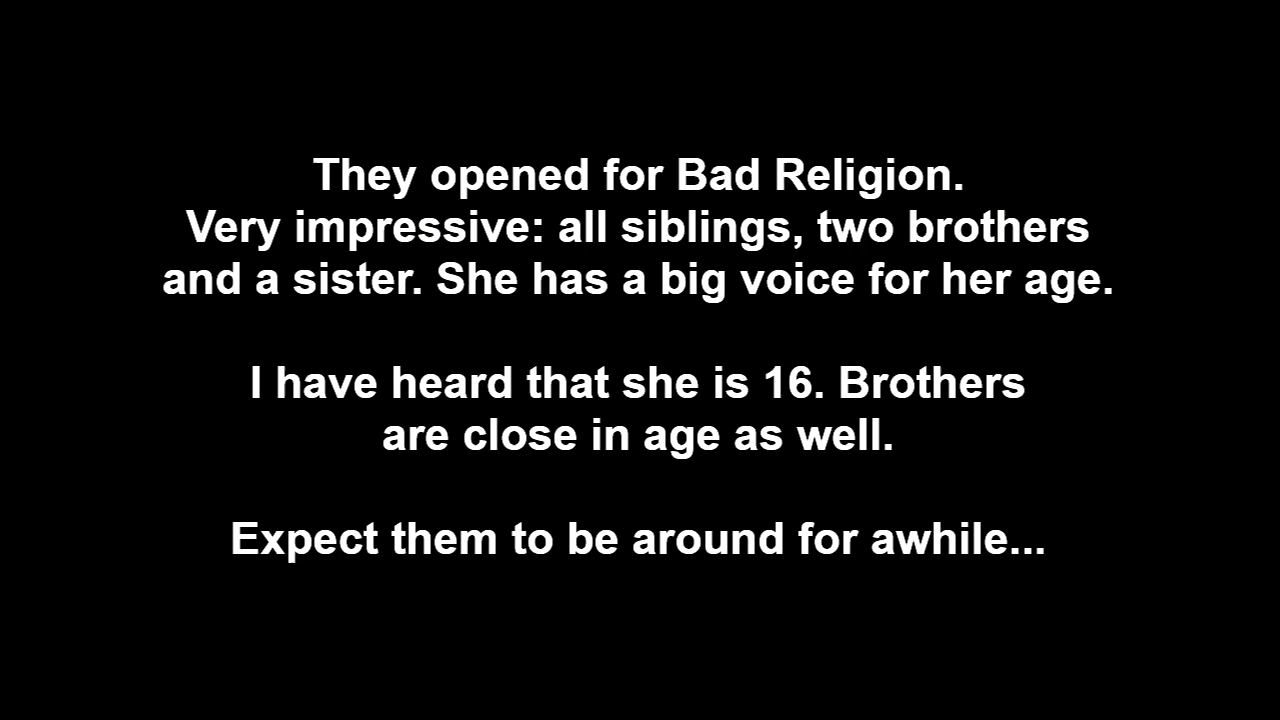 They opened for Bad Religion.
Very impressive: all siblings, two brothers
and a sister. She has a big voice for her age.
I have heard that she is 16. Brothers
are close in age as well.
Expect them to be around for awhile...